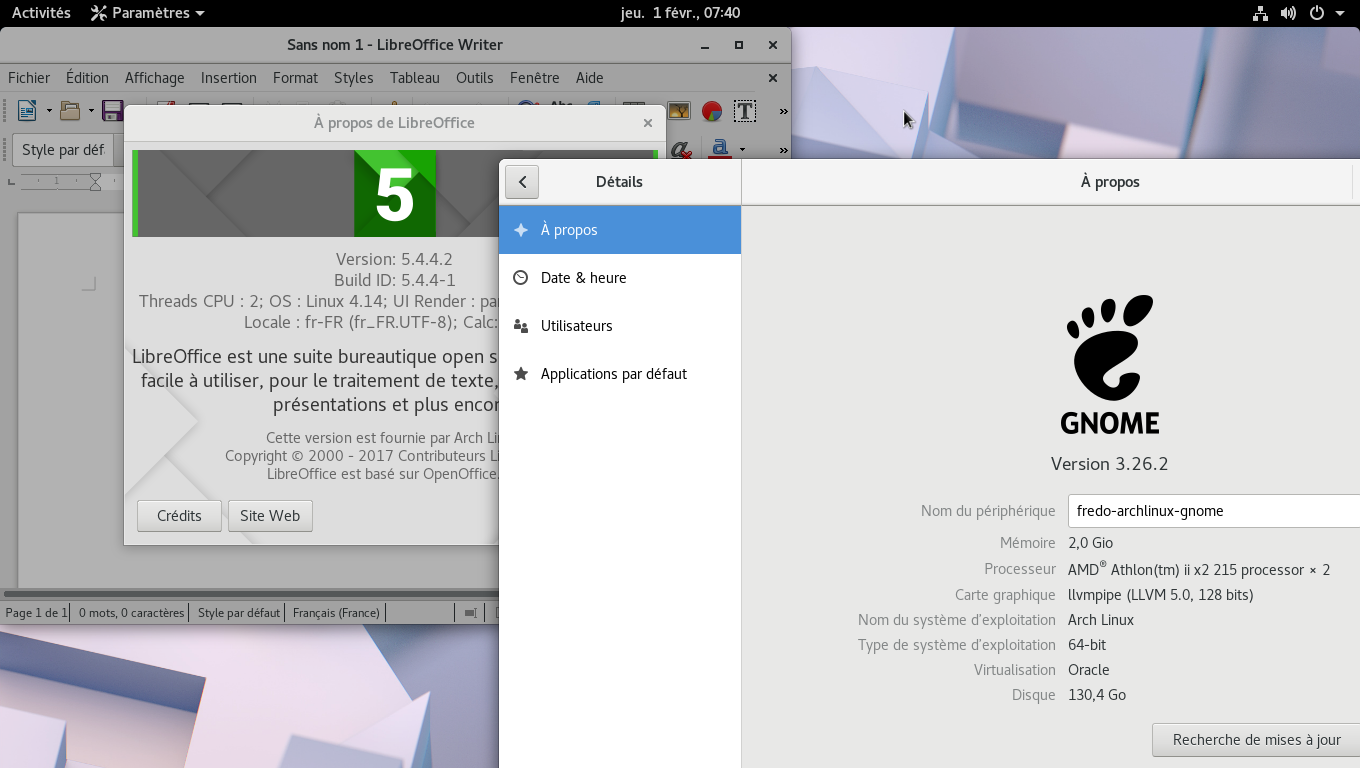 Activités Paramètres jeu. 1 févr., 07:40
Sans nom 1 - LibreOffice Writer
Fichier Édition Affichage Insertion Format Styles Tableau Outils Fenêtre Aide
À propos de LibreOffice
Style par déf
1
5
Version: 5.4.4.2
Build ID: 5.4.4-1
Threads CPU : 2; OS : Linux 4.14; UI Render : par
Locale : fr-FR (fr_FR.UTF-8); Calc:
LibreOffice est une suite bureautique open s
facile à utiliser, pour le traitement de texte,
présentations et plus encor
Cette version est fournie par Arch Li
Copyright © 2000 - 2017 Contributeurs Li
LibreOffice est basé sur OpenOffice.
Crédits Site Web
Page 1 de 1 0 mots, 0 caractères Style par défaut Français (France)
Détails À propos
À propos
Date & heure
Utilisateurs
Applications par défaut
GNOME
Version 3.26.2
Nom du périphérique fredo-archlinux-gnome
Mémoire 2,0 Gio
Processeur AMD® Athlon(tm) ii x2 215 processor × 2
Carte graphique llvmpipe (LLVM 5.0, 128 bits)
Nom du système d'exploitation Arch Linux
Type de système d'exploitation 64-bit
Virtualisation Oracle
Disque 130,4 Go
Recherche de mises à jour